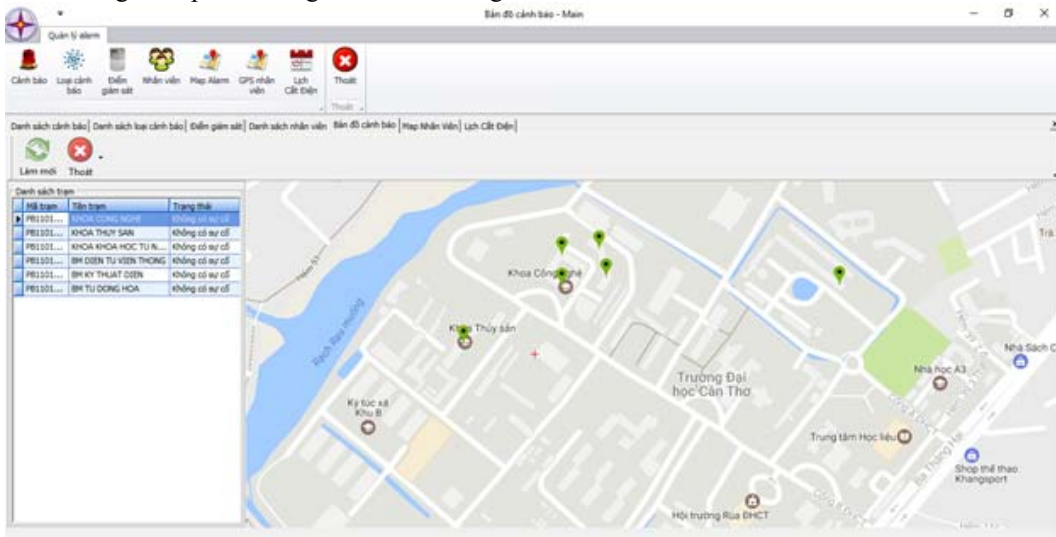 Bản đồ cảnh báo - Main
Quản lý alarm
Cảnh báo
Loại cảnh báo
Điểm giám sát
Nhân viên
Map Alarm
GPS nhân viên
Lịch Cắt Điện
Thoát
Thoát
Danh sách cảnh báo
Danh sách loại cảnh báo
Điểm giám sát
Danh sách nhân viên
Bản đồ cảnh báo
Map Nhân Viên
Lịch Cắt Điện
Làm mới
Thoát
Danh sách trạm
Mã trạm Tên trạm Trạng thái
PB1101... KHOA CONG NGHE Không có sự cố
PB1101... KHOA THUY SAN Không có sự cố
PB1101... KHOA KHOA HOC TU N... Không có sự cố
PB1101... BM DIEN TU VIEN THONG Không có sự cố
PB1101... BM KY THUAT DIEN Không có sự cố
PB1101... BM TU DONG HOA Không có sự cố
Khoa Công nghệ
Khoa Thủy sản
Rạch Rau Muống
Trường Đại
học Cần Thơ
Ký túc xá
Khu B
Nhà Sách C
Nhà học A3
Trung tâm Học liệu
Shop thể thao
Khangsport
Hội trường Rùa ĐHCT